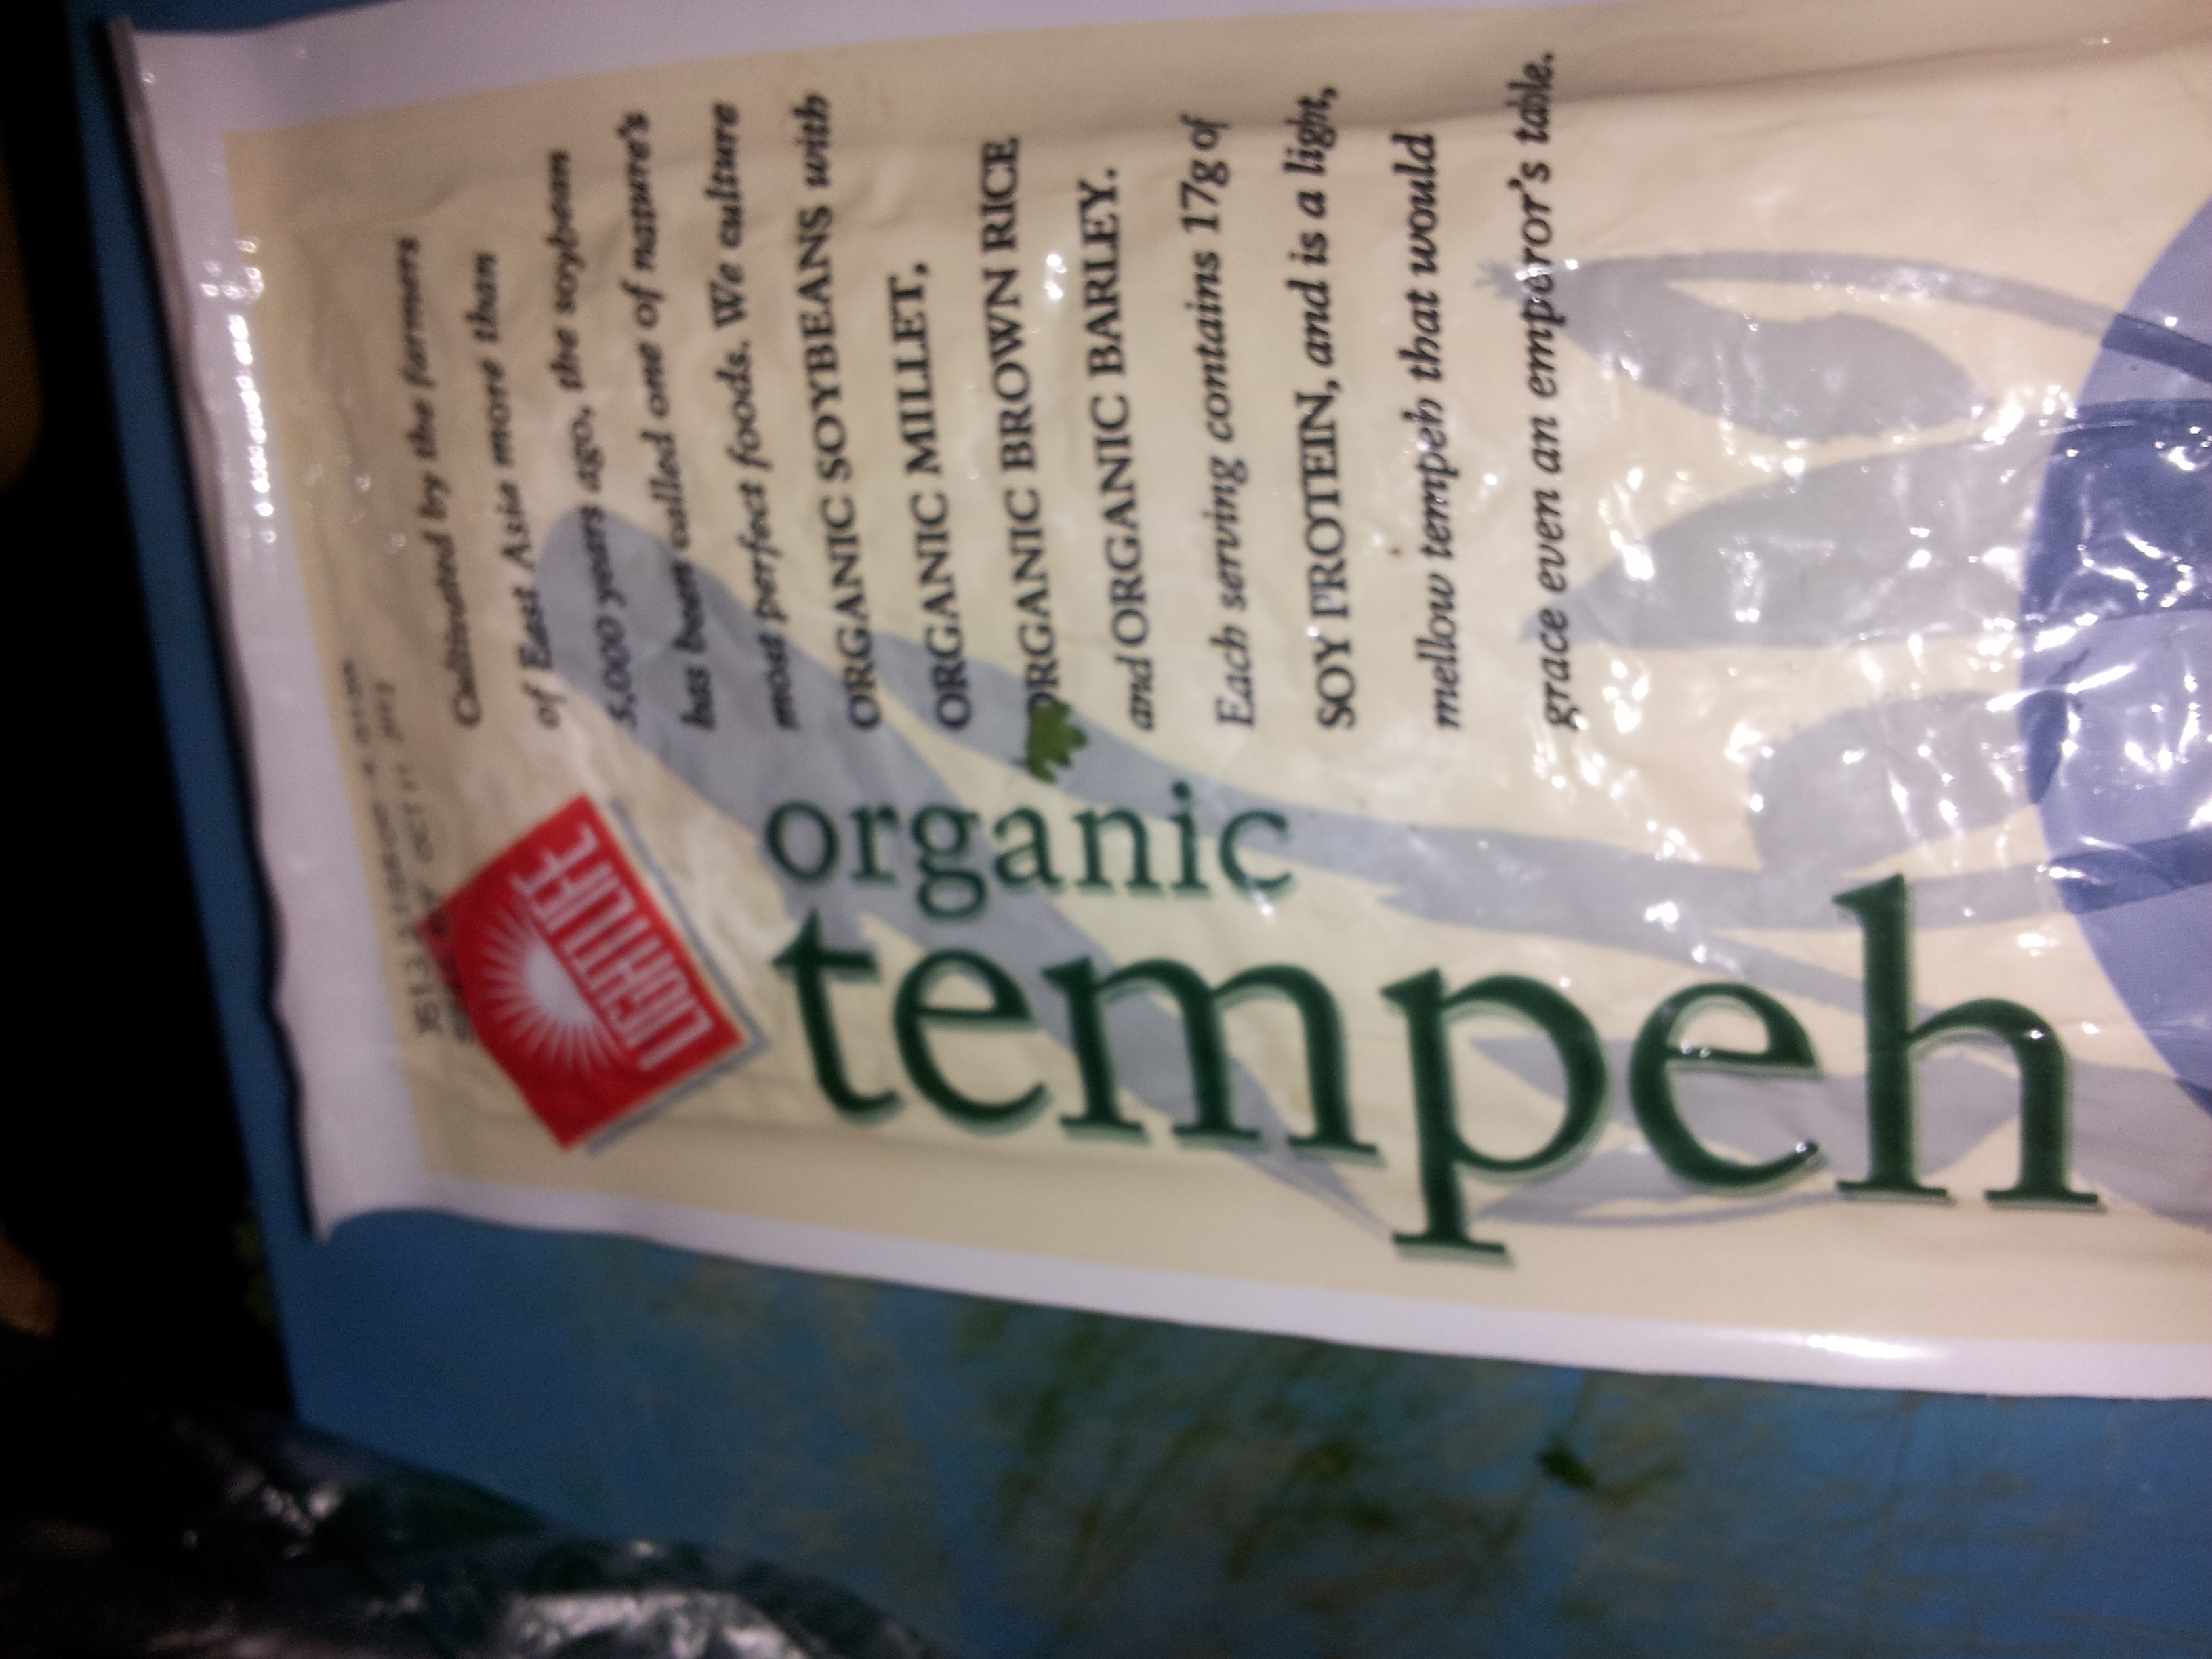 LIGHTLIFE
organic
tempeh
Cultivated by the farmers
of East Asia more than
5,000 years ago, the soybean
has been called one of nature's
most perfect foods. We culture
ORGANIC SOYBEANS with
ORGANIC MILLET,
ORGANIC BROWN RICE
and ORGANIC BARLEY.
Each serving contains 17g of
SOY PROTEIN, and is a light,
mellow tempeh that would
grace even an emperor's table.
OCT 11